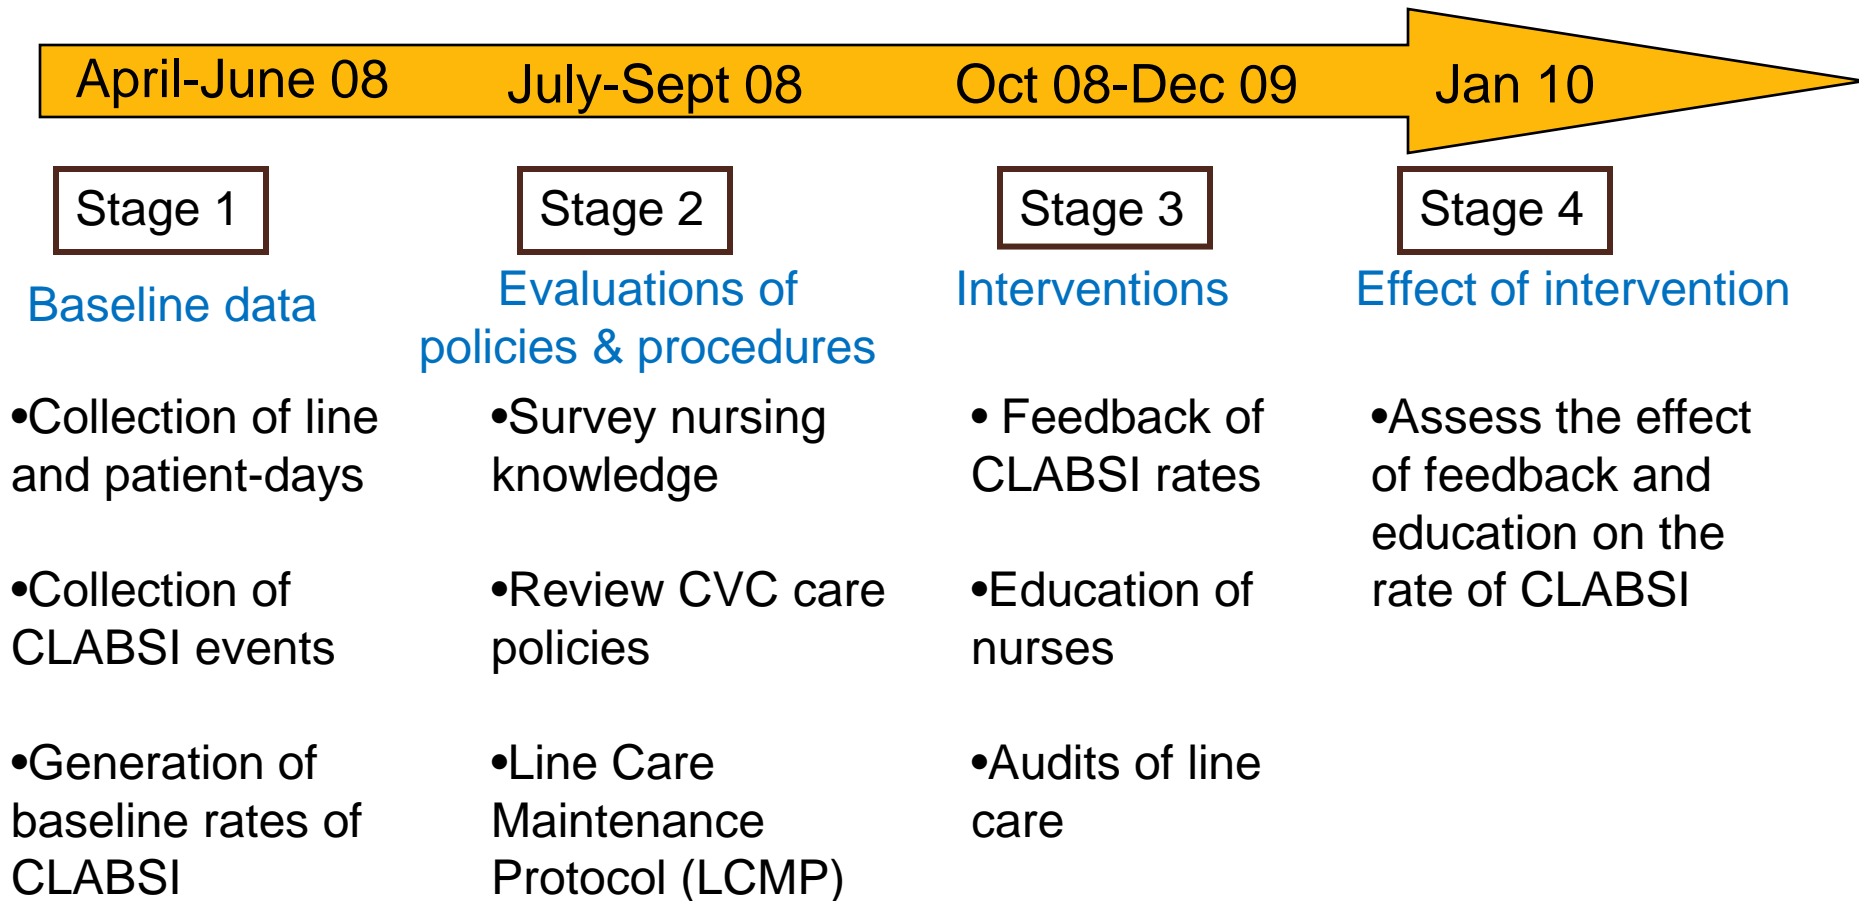 April-June 08
July-Sept 08
Oct 08-Dec 09
Jan 10
Stage 1
Baseline data
•Collection of line
and patient-days
•Collection of
CLABSI events
•Generation of
baseline rates of
CLABSI
Stage 2
Evaluations of
policies & procedures
•Survey nursing
knowledge
•Review CVC care
policies
•Line Care
Maintenance
Protocol (LCMP)
Stage 3
Interventions
• Feedback of
CLABSI rates
•Education of
nurses
•Audits of line
care
Stage 4
Effect of intervention
•Assess the effect
of feedback and
education on the
rate of CLABSI